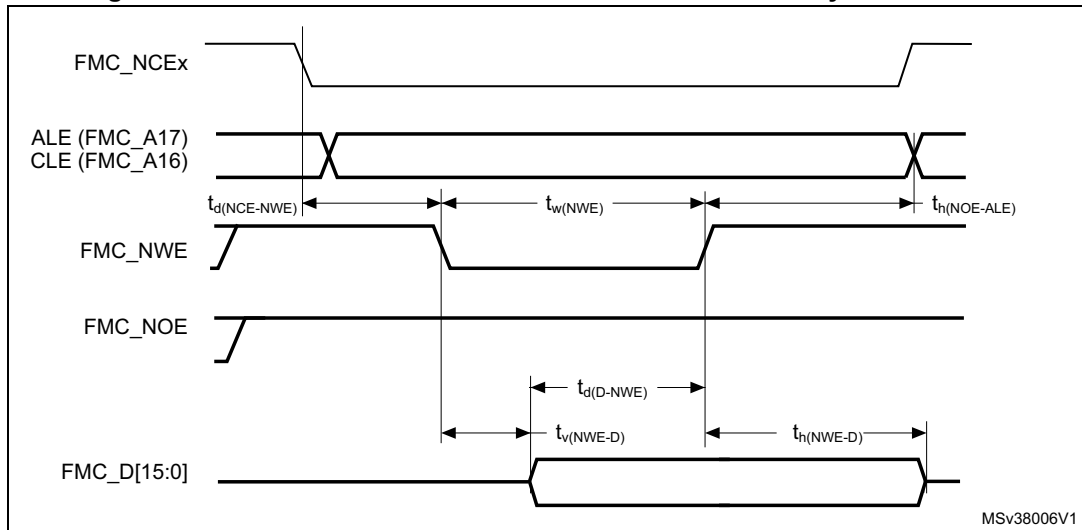 FMC_NCEx
ALE (FMC_A17)
CLE (FMC_A16)
td(NCE-NWE)
tw(NWE)
th(NOE-ALE)
FMC_NWE
FMC_NOE
td(D-NWE)
tv(NWE-D)
th(NWE-D)
FMC_D[15:0]
MSv38006V1